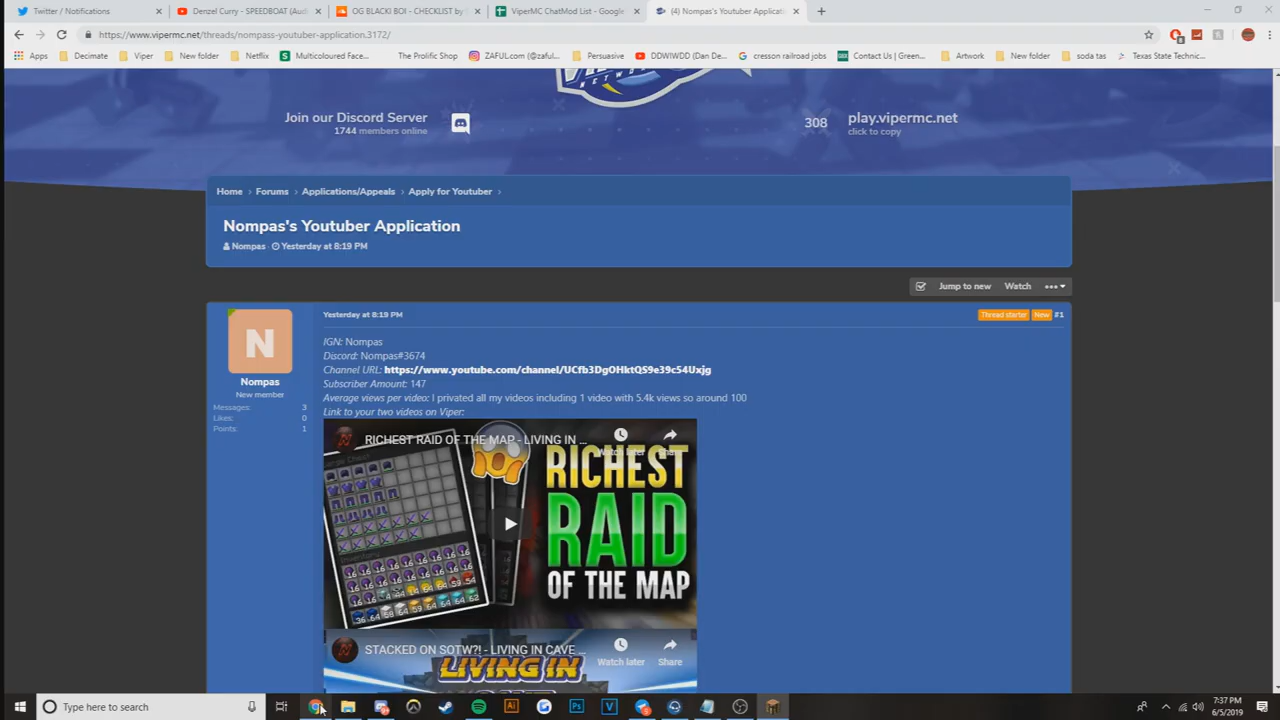 Twitter / Notifications
Denzel Curry - SPEEDBOAT (Aud
OG BLACKI BOI - CHECKLIST by
ViperMC ChatMod List - Google
(4) Nompas's Youtuber Applicati
https://www.vipermc.net/threads/nompass-youtuber-application.3172/
Apps
Decimate
Viper
New folder
Netflix
Multicoloured Face...
The Prolific Shop
ZAFUL.com (@zaful...
Persuasive
DDWIWDD (Dan De...
cresson railroad jobs
Contact Us | Green...
Artwork
New folder
soda tas
Texas State Technic...
NETWORK
Join our Discord Server
1744 members online
308
play.vipermc.net
click to copy
Home
Forums
Applications/Appeals
Apply for Youtuber
Nompas's Youtuber Application
Nompas Yesterday at 8:19 PM
Jump to new
Watch
Yesterday at 8:19 PM
Thread starter
New
#1
N
Nompas
New member
Messages: 3
Likes: 0
Points: 1
IGN: Nompas
Discord: Nompas#3674
Channel URL: https://www.youtube.com/channel/UCfb3DgOHktQS9e39c54Uxjg
Subscriber Amount: 147
Average views per video: I privated all my videos including 1 video with 5.4k views so around 100
Link to your two videos on Viper:
RICHEST RAID OF THE MAP - LIVING IN ...
Watch later
Share
RICHEST
RAID
OF THE MAP
STACKED ON SOTW?! - LIVING IN CAVE ...
Watch later
Share
LIVING IN
Type here to search
7:37 PM
6/5/2019